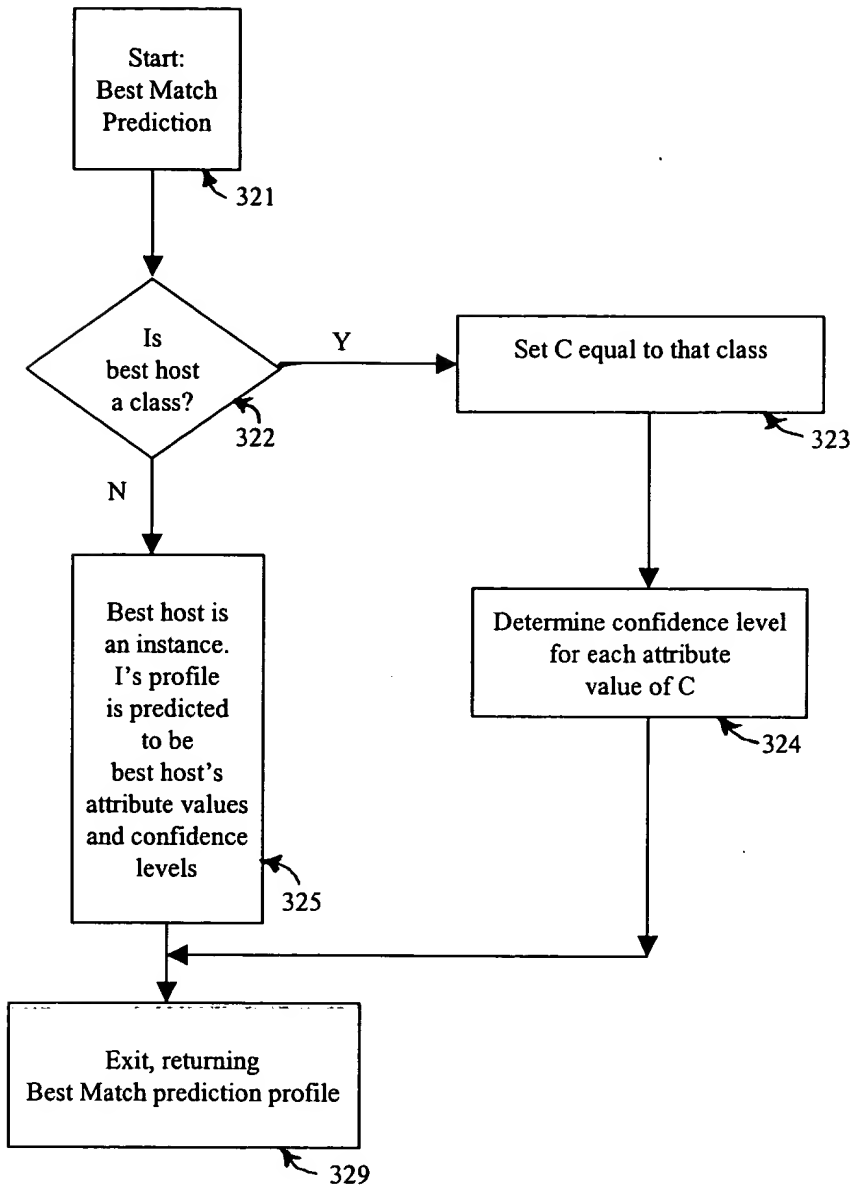 Start:
Best Match
Prediction
321
Is
best host
a class?
322
Y
Set C equal to that class
323
N
Best host is
an instance.
I's profile
is predicted
to be
best host's
attribute values
and confidence
levels
325
Determine confidence level
for each attribute
value of C
324
Exit, returning
Best Match prediction profile
329